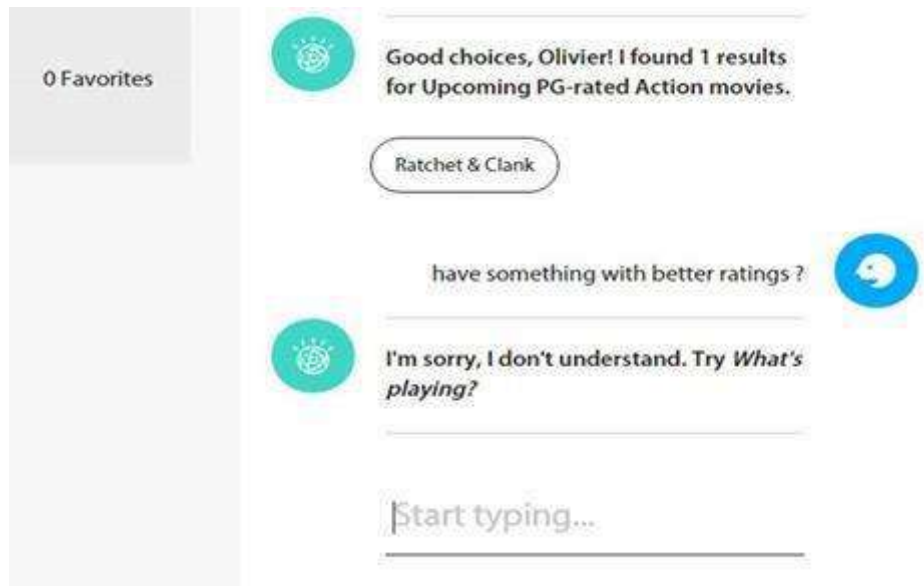 0 Favorites
Good choices, Olivier! I found 1 results
for Upcoming PG-rated Action movies.
Ratchet & Clank
have something with better ratings ?
I'm sorry, I don't understand. Try What's
playing?
Start typing...